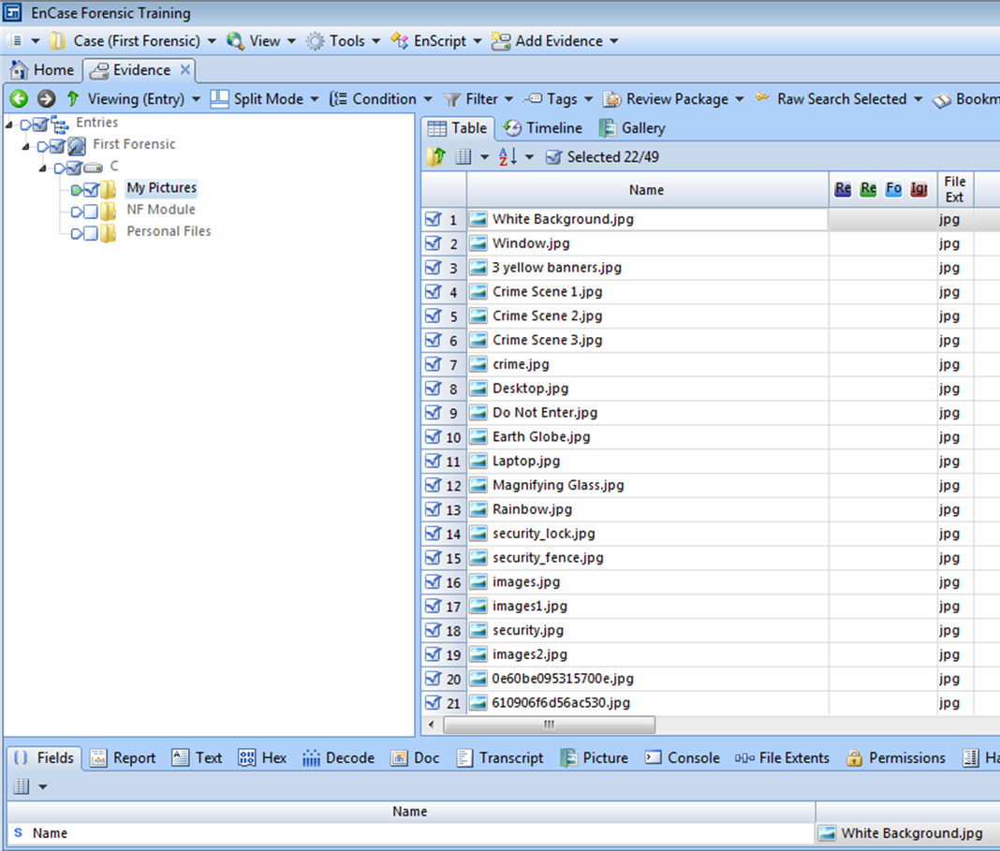 EnCase Forensic Training
Case (First Forensic) View Tools EnScript Add Evidence
Home Evidence
Viewing (Entry) Split Mode Condition Filter Tags Review Package Raw Search Selected Bookm
Entries
First Forensic
C
My Pictures
NF Module
Personal Files
Table Timeline Gallery
Selected 22/49
Name Re Re Fo Igr File Ext
1 White Background.jpg jpg
2 Window.jpg jpg
3 3 yellow banners.jpg jpg
4 Crime Scene 1.jpg jpg
5 Crime Scene 2.jpg jpg
6 Crime Scene 3.jpg jpg
7 crime.jpg jpg
8 Desktop.jpg jpg
9 Do Not Enter.jpg jpg
10 Earth Globe.jpg jpg
11 Laptop.jpg jpg
12 Magnifying Glass.jpg jpg
13 Rainbow.jpg jpg
14 security_lock.jpg jpg
15 security_fence.jpg jpg
16 images.jpg jpg
17 images1.jpg jpg
18 security.jpg jpg
19 images2.jpg jpg
20 0e60be095315700e.jpg jpg
21 610906f6d56ac530.jpg jpg
Fields Report Text Hex Decode Doc Transcript Picture Console File Extents Permissions Ha
Name
S Name White Background.jpg